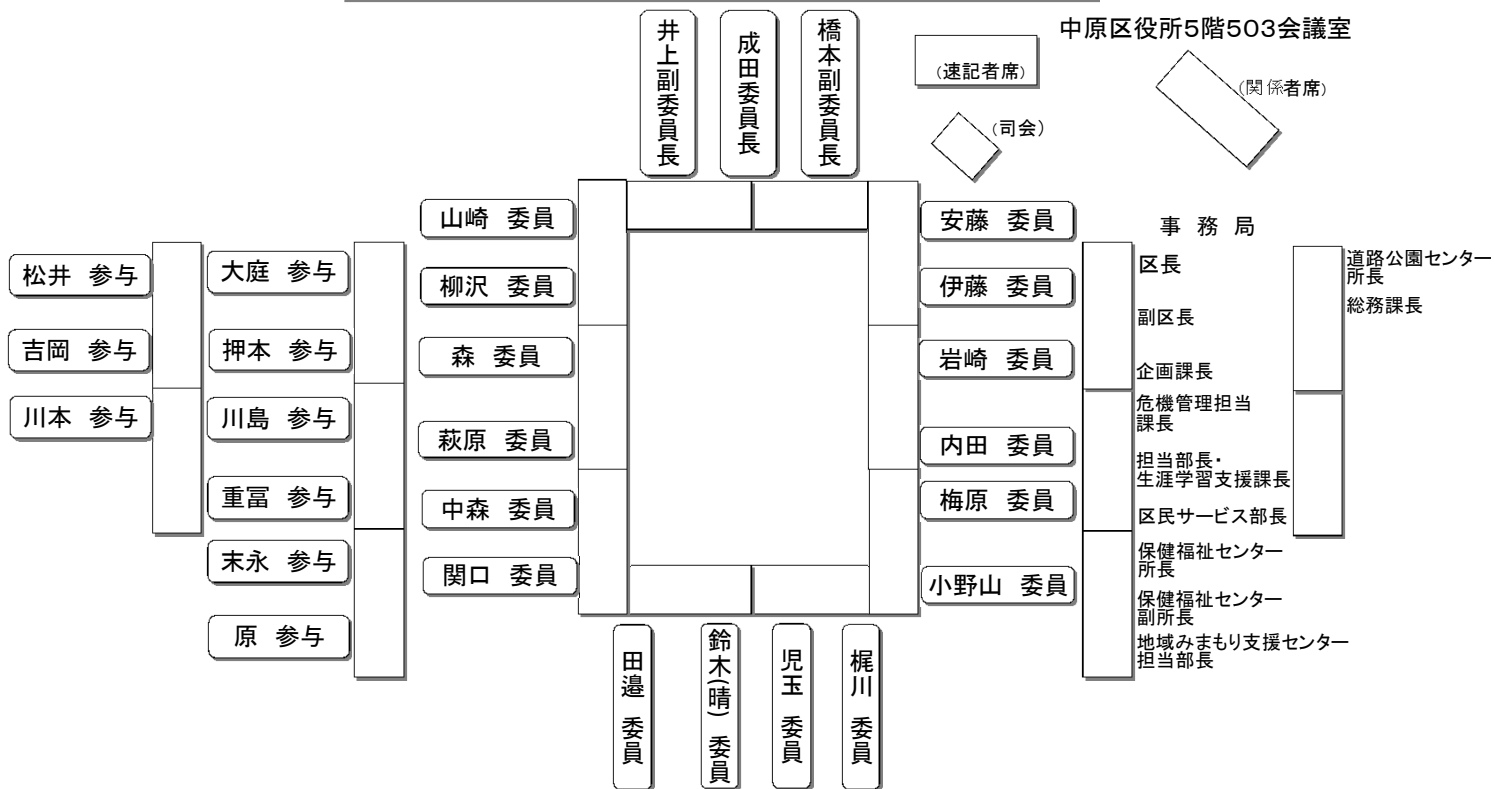 中原区役所5階503会議室
井上副委員長
成田委員長
橋本副委員長
(速記者席)
(関係者席)
(司会)
山崎 委員
柳沢 委員
森 委員
萩原 委員
中森 委員
関口 委員
安藤 委員
伊藤 委員
岩崎 委員
内田 委員
梅原 委員
小野山 委員
田邉 委員
鈴木(晴) 委員
児玉 委員
梶川 委員
松井 参与
吉岡 参与
川本 参与
大庭 参与
押本 参与
川島 参与
重冨 参与
末永 参与
原 参与
事務局
区長
副区長
企画課長
危機管理担当
課長
担当部長・
生涯学習支援課長
区民サービス部長
保健福祉センター
所長
保健福祉センター
副所長
地域みまもり支援センター
担当部長
道路公園センター
所長
総務課長